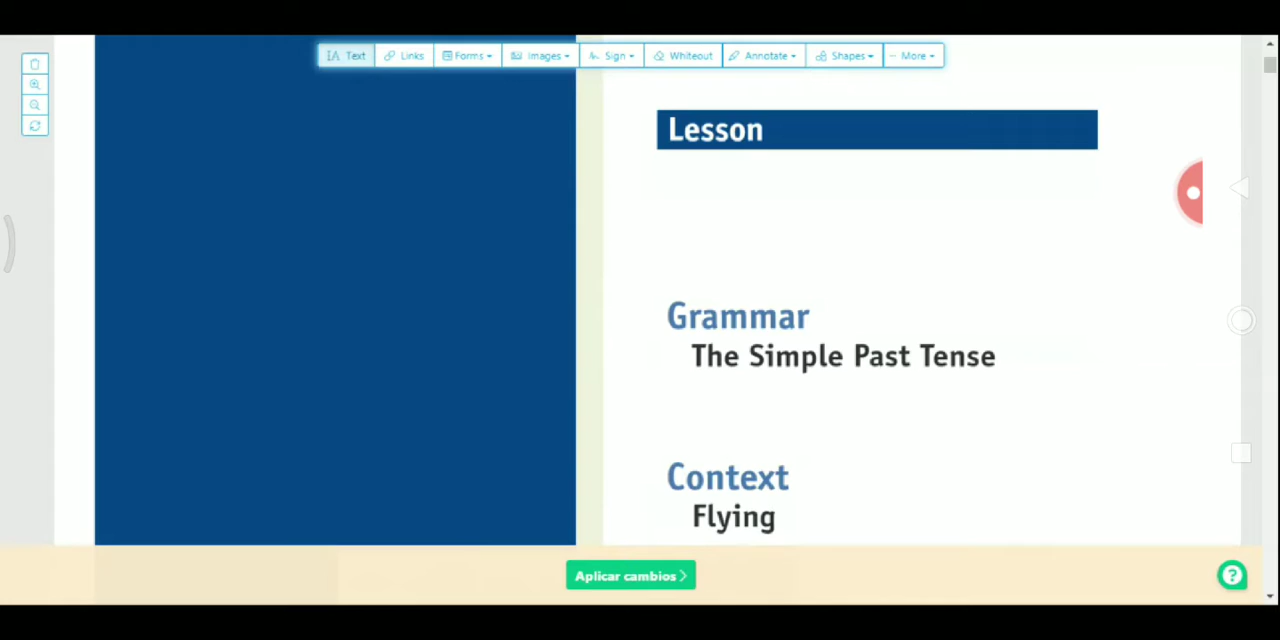 Text Links Forms Images Sign Whiteout Annotate Shapes More
Lesson
Grammar
The Simple Past Tense
Context
Flying
Aplicar cambios
?